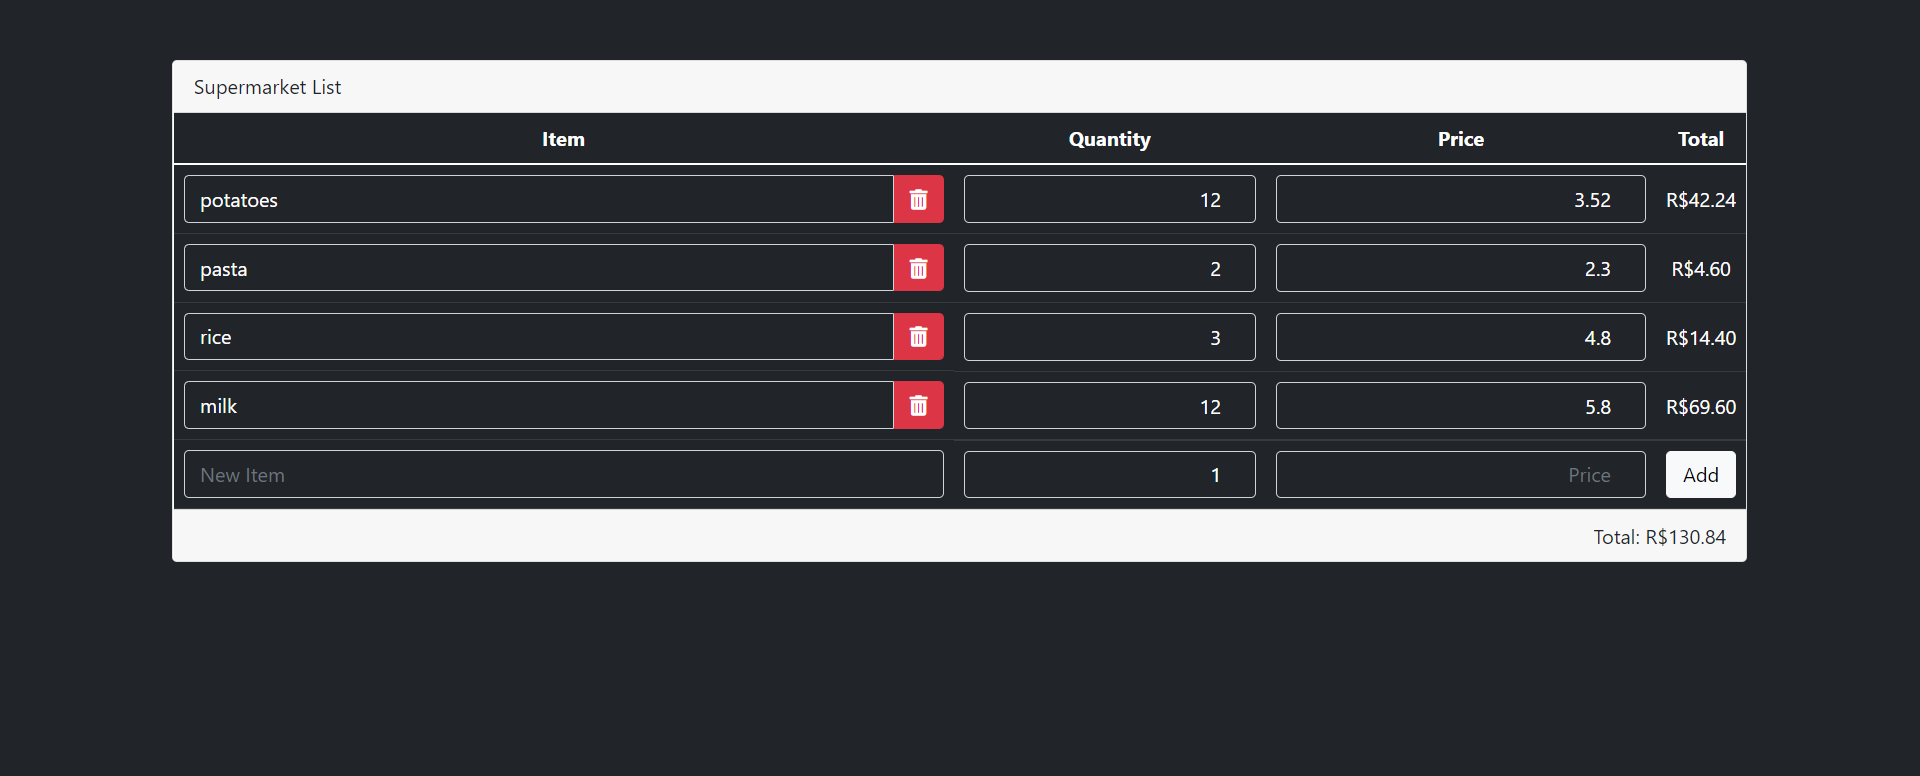 Supermarket List
Item Quantity Price Total
potatoes 12 3.52 R$42.24
pasta 2 2.3 R$4.60
rice 3 4.8 R$14.40
milk 12 5.8 R$69.60
New Item 1 Price Add
Total: R$130.84